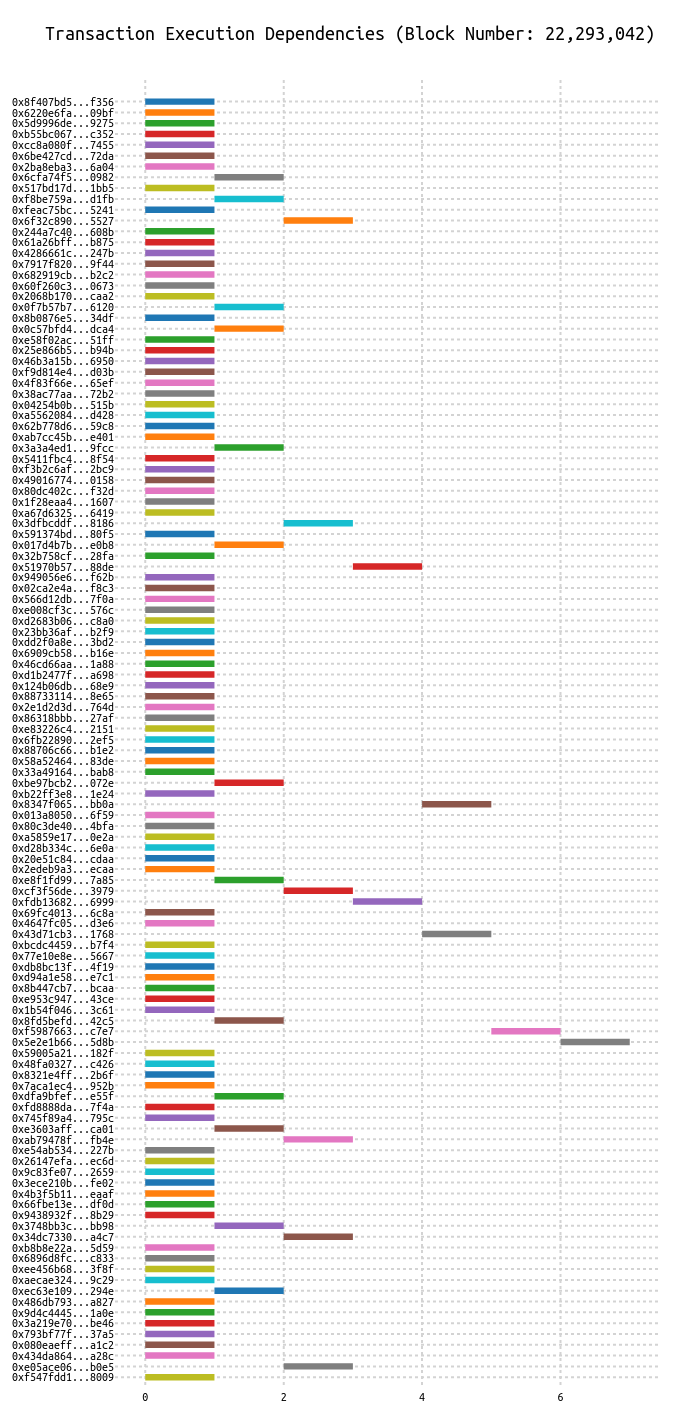 Transaction Execution Dependencies (Block Number: 22,293,042)
0x8f407bd5...f356
0x6220e6fa...09bf
0x5d9996de...9275
0xb55bc067...c352
0xcc8a080f...7455
0x6be427cd...72da
0x2ba8eba3...6a04
0x6cfa74f5...0982
0x517bd17d...1bb5
0xf8be759a...d1fb
0xfeac75bc...5241
0x6f32c890...5527
0x244a7c40...608b
0x61a26bff...b875
0x4286661c...247b
0x7917f820...9f44
0x682919cb...b2c2
0x60f260c3...0673
0x2068b170...caa2
0x0f7b57b7...6120
0x8b0876e5...34df
0x0c57bfd4...dca4
0xe58f02ac...51ff
0x25e866b5...b94b
0x46b3a15b...6950
0xf9d814e4...d03b
0x4f83f66e...65ef
0x38ac77aa...72b2
0x04254b0b...515b
0xa5562084...d428
0x62b778d6...59c8
0xab7cc45b...e401
0x3a3a4ed1...9fcc
0x5411fbc4...8f54
0xf3b2c6af...2bc9
0x49016774...0158
0x80dc402c...f32d
0x1f28eaa4...1607
0xa67d6325...6419
0x3dfbcddf...8186
0x591374bd...80f5
0x017d4b7b...e0b8
0x32b758cf...28fa
0x51970b57...88de
0x949056e6...f62b
0x02ca2e4a...f8c3
0x566d12db...7f0a
0xe008cf3c...576c
0xd2683b06...c8a0
0x23bb36af...b2f9
0xdd2f0a8e...3bd2
0x6909cb58...b16e
0x46cd66aa...1a88
0xd1b2477f...a698
0x124b06db...68e9
0x88733114...8e65
0x2e1d2d3d...764d
0x86318bbb...27af
0xe83226c4...2151
0x6fb22890...2ef5
0x88706c66...b1e2
0x58a52464...83de
0x33a49164...bab8
0xbe97bcb2...072e
0xb22ff3e8...1e24
0x8347f065...bb0a
0x013a8050...6f59
0x80c3de40...4bfa
0xa5859e17...0e2a
0xd28b334c...6e0a
0x20e51c84...cdaa
0x2edeb9a3...ecaa
0xe8f1fd99...7a85
0xcf3f56de...3979
0xfdb13682...6999
0x69fc4013...6c8a
0x4647fc05...d3e6
0x43d71cb3...1768
0xbcdc4459...b7f4
0x77e10e8e...5667
0xdb8bc13f...4f19
0xd94a1e58...e7c1
0x8b447cb7...bcaa
0xe953c947...43ce
0x1b54f046...3c61
0x8fd5befd...42c5
0xf5987663...c7e7
0x5e2e1b66...5d8b
0x59005a21...182f
0x48fa0327...c426
0x8321e4ff...2b6f
0x7aca1ec4...952b
0xdfa9bfef...e55f
0xfd8888da...7f4a
0x745f89a4...795c
0xe3603aff...ca01
0xab79478f...fb4e
0xe54ab534...227b
0x26147efa...ec6d
0x9c83fe07...2659
0x3ece210b...fe02
0x4b3f5b11...eaaf
0x66fbe13e...df0d
0x9438932f...8b29
0x3748bb3c...bb98
0x34dc7330...a4c7
0xb8b8e22a...5d59
0x6896d8fc...c833
0xee456b68...3f8f
0xaecae324...9c29
0xec63e109...294e
0x486db793...a827
0x9d4c4445...1a0e
0x3a219e70...be46
0x793bf77f...37a5
0x080eaeff...a1c2
0x434da864...a28c
0xe05ace06...b0e5
0xf547fdd1...8009
0 2 4 6